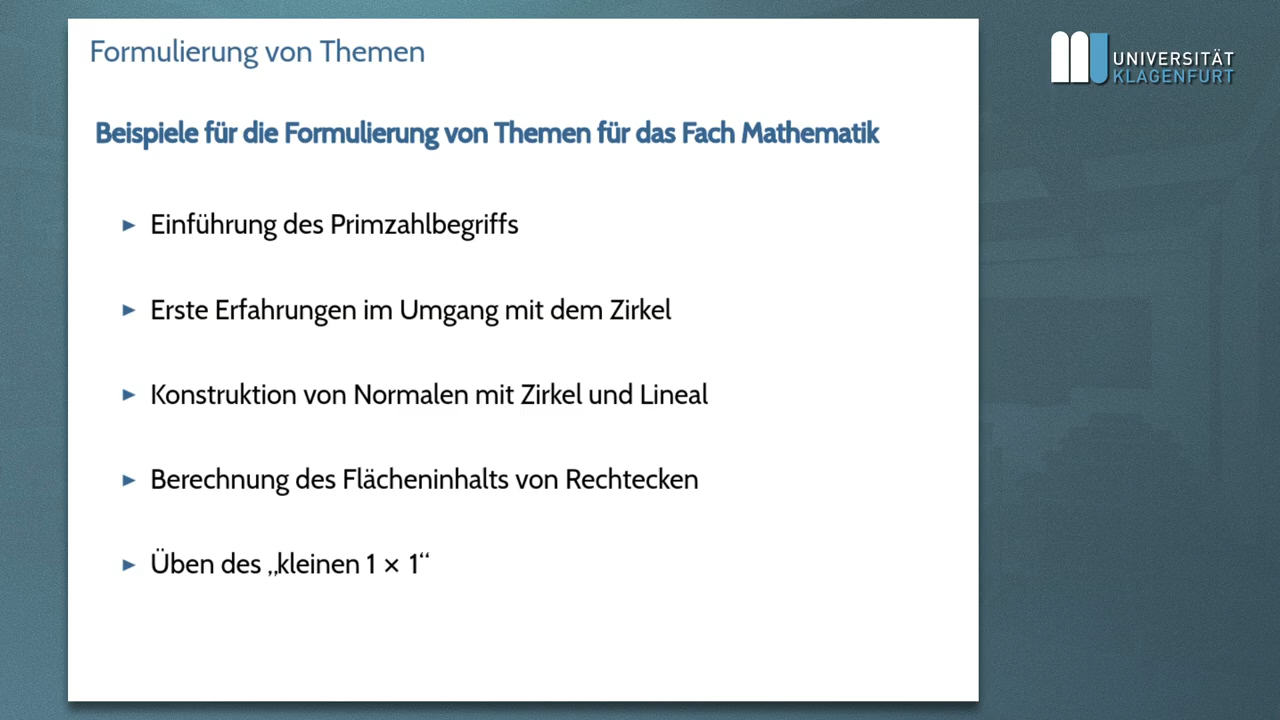 Formulierung von Themen
UNIVERSITÄT
KLAGENFURT
Beispiele für die Formulierung von Themen für das Fach Mathematik
► Einführung des Primzahlbegriffs
► Erste Erfahrungen im Umgang mit dem Zirkel
► Konstruktion von Normalen mit Zirkel und Lineal
► Berechnung des Flächeninhalts von Rechtecken
► Üben des „kleinen 1 × 1“